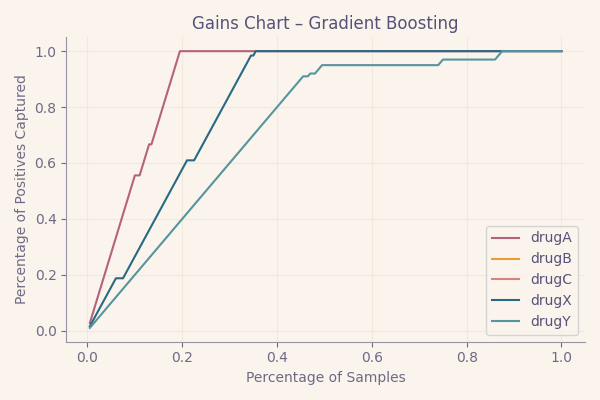 Gains Chart – Gradient Boosting
Percentage of Positives Captured
1.0
0.8
0.6
0.4
0.2
0.0
0.0 0.2 0.4 0.6 0.8 1.0
Percentage of Samples
drugA
drugB
drugC
drugX
drugY